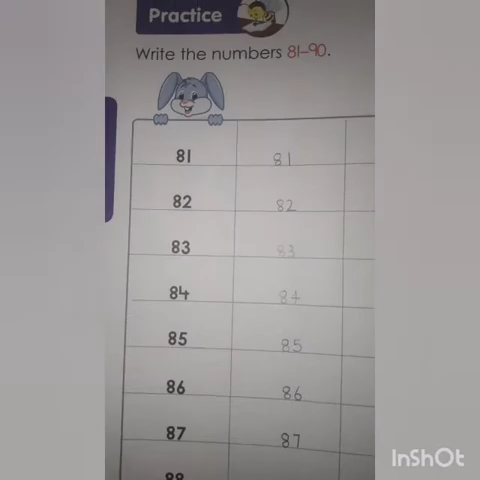 Practice
Write the numbers 81-90.
81 81
82 82
83 83
84 84
85 85
86 86
87 87
88
InShOt